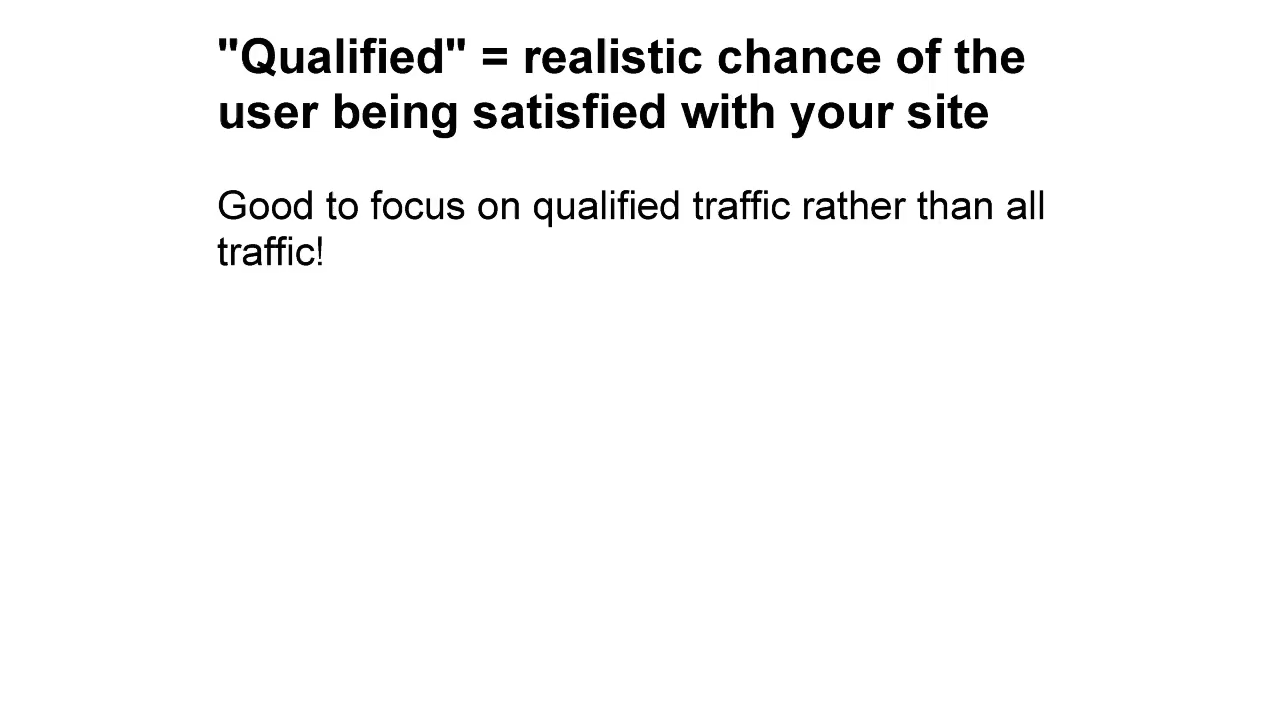 "Qualified" = realistic chance of the
user being satisfied with your site
Good to focus on qualified traffic rather than all
traffic!